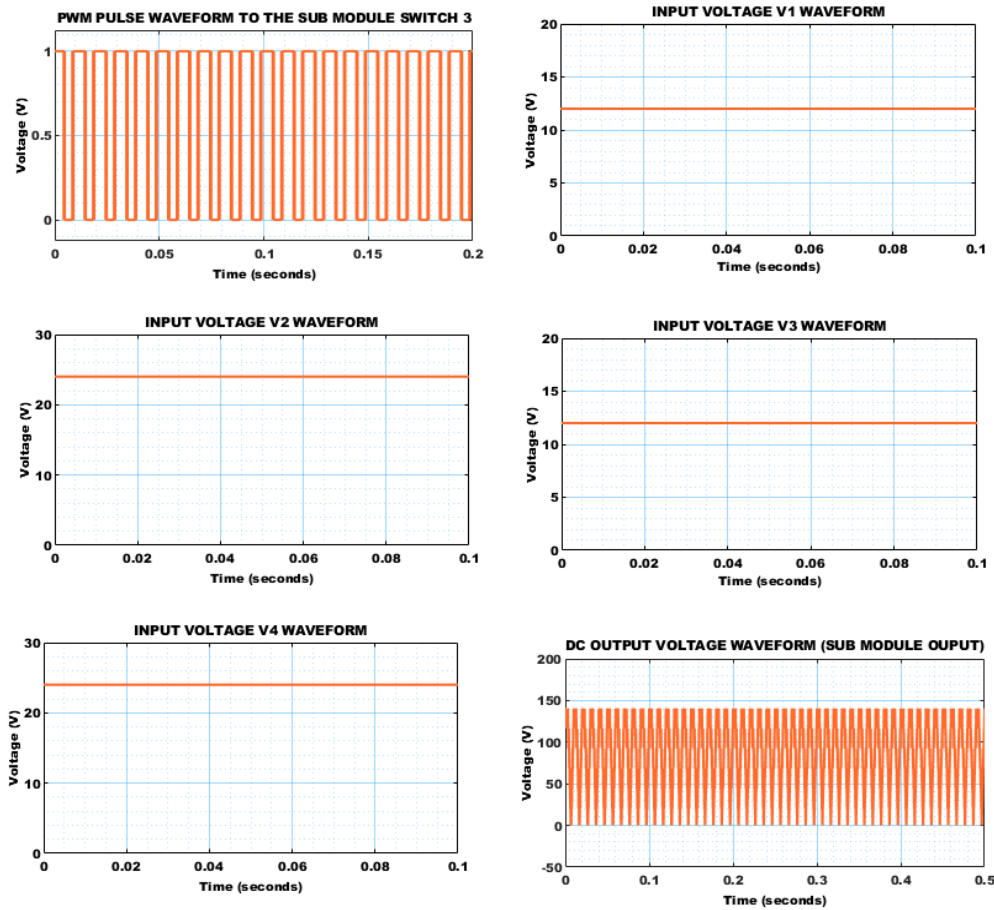 PWM PULSE WAVEFORM TO THE SUB MODULE SWITCH 3
Voltage (V)
1
0.5
0
0 0.05 0.1 0.15 0.2
Time (seconds)
INPUT VOLTAGE V1 WAVEFORM
Voltage (V)
20
15
10
5
0
0 0.02 0.04 0.06 0.08 0.1
Time (seconds)
INPUT VOLTAGE V2 WAVEFORM
Voltage (V)
30
20
10
0
0 0.02 0.04 0.06 0.08 0.1
Time (seconds)
INPUT VOLTAGE V3 WAVEFORM
Voltage (V)
20
15
10
5
0
0 0.02 0.04 0.06 0.08 0.1
Time (seconds)
INPUT VOLTAGE V4 WAVEFORM
Voltage (V)
30
20
10
0
0 0.02 0.04 0.06 0.08 0.1
Time (seconds)
DC OUTPUT VOLTAGE WAVEFORM (SUB MODULE OUPUT)
Voltage (V)
200
150
100
50
0
-50
0 0.1 0.2 0.3 0.4 0.5
Time (seconds)